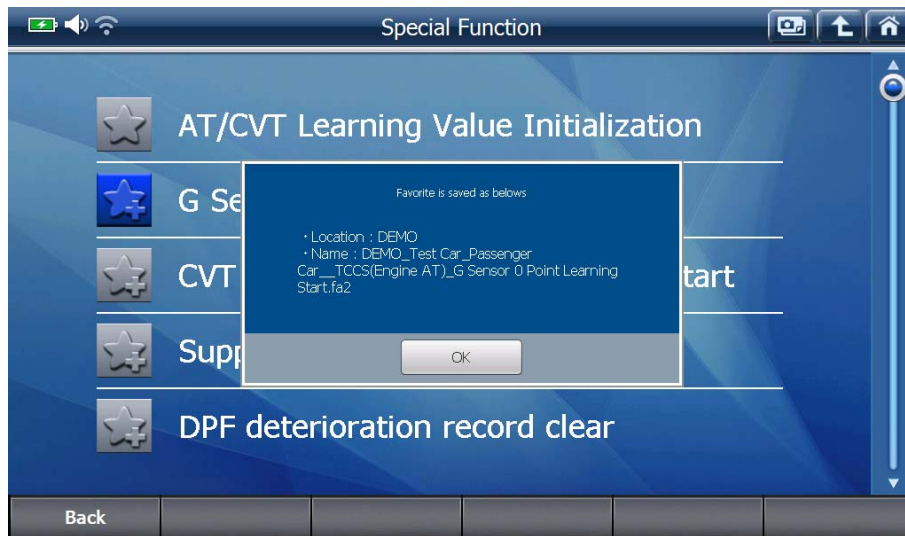 Special Function
AT/CVT Learning Value Initialization
G Se
Favorite is saved as belows
・Location : DEMO
・Name : DEMO_Test Car_Passenger
Car__TCCS(Engine AT)_G Sensor 0 Point Learning
Start.fa2
CVT
tart
OK
Supp
DPF deterioration record clear
Back